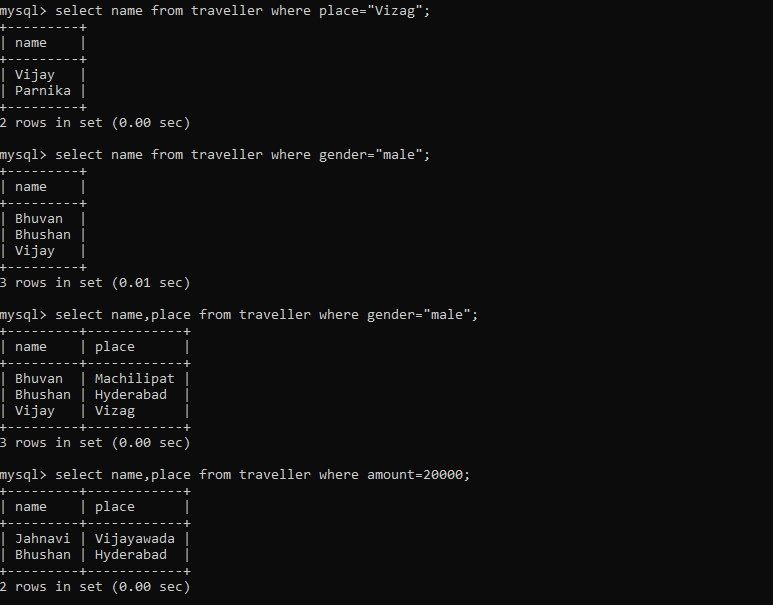 mysql> select name from traveller where place="Vizag";
+---------+
| name    |
+---------+
| Vijay   |
| Parnika |
+---------+
2 rows in set (0.00 sec)
mysql> select name from traveller where gender="male";
+---------+
| name    |
+---------+
| Bhuvan  |
| Bhushan |
| Vijay   |
+---------+
3 rows in set (0.01 sec)
mysql> select name,place from traveller where gender="male";
+---------+------------+
| name    | place      |
+---------+------------+
| Bhuvan  | Machilipat |
| Bhushan | Hyderabad  |
| Vijay   | Vizag      |
+---------+------------+
3 rows in set (0.00 sec)
mysql> select name,place from traveller where amount=20000;
+---------+------------+
| name    | place      |
+---------+------------+
| Jahnavi | Vijayawada |
| Bhushan | Hyderabad  |
+---------+------------+
2 rows in set (0.00 sec)